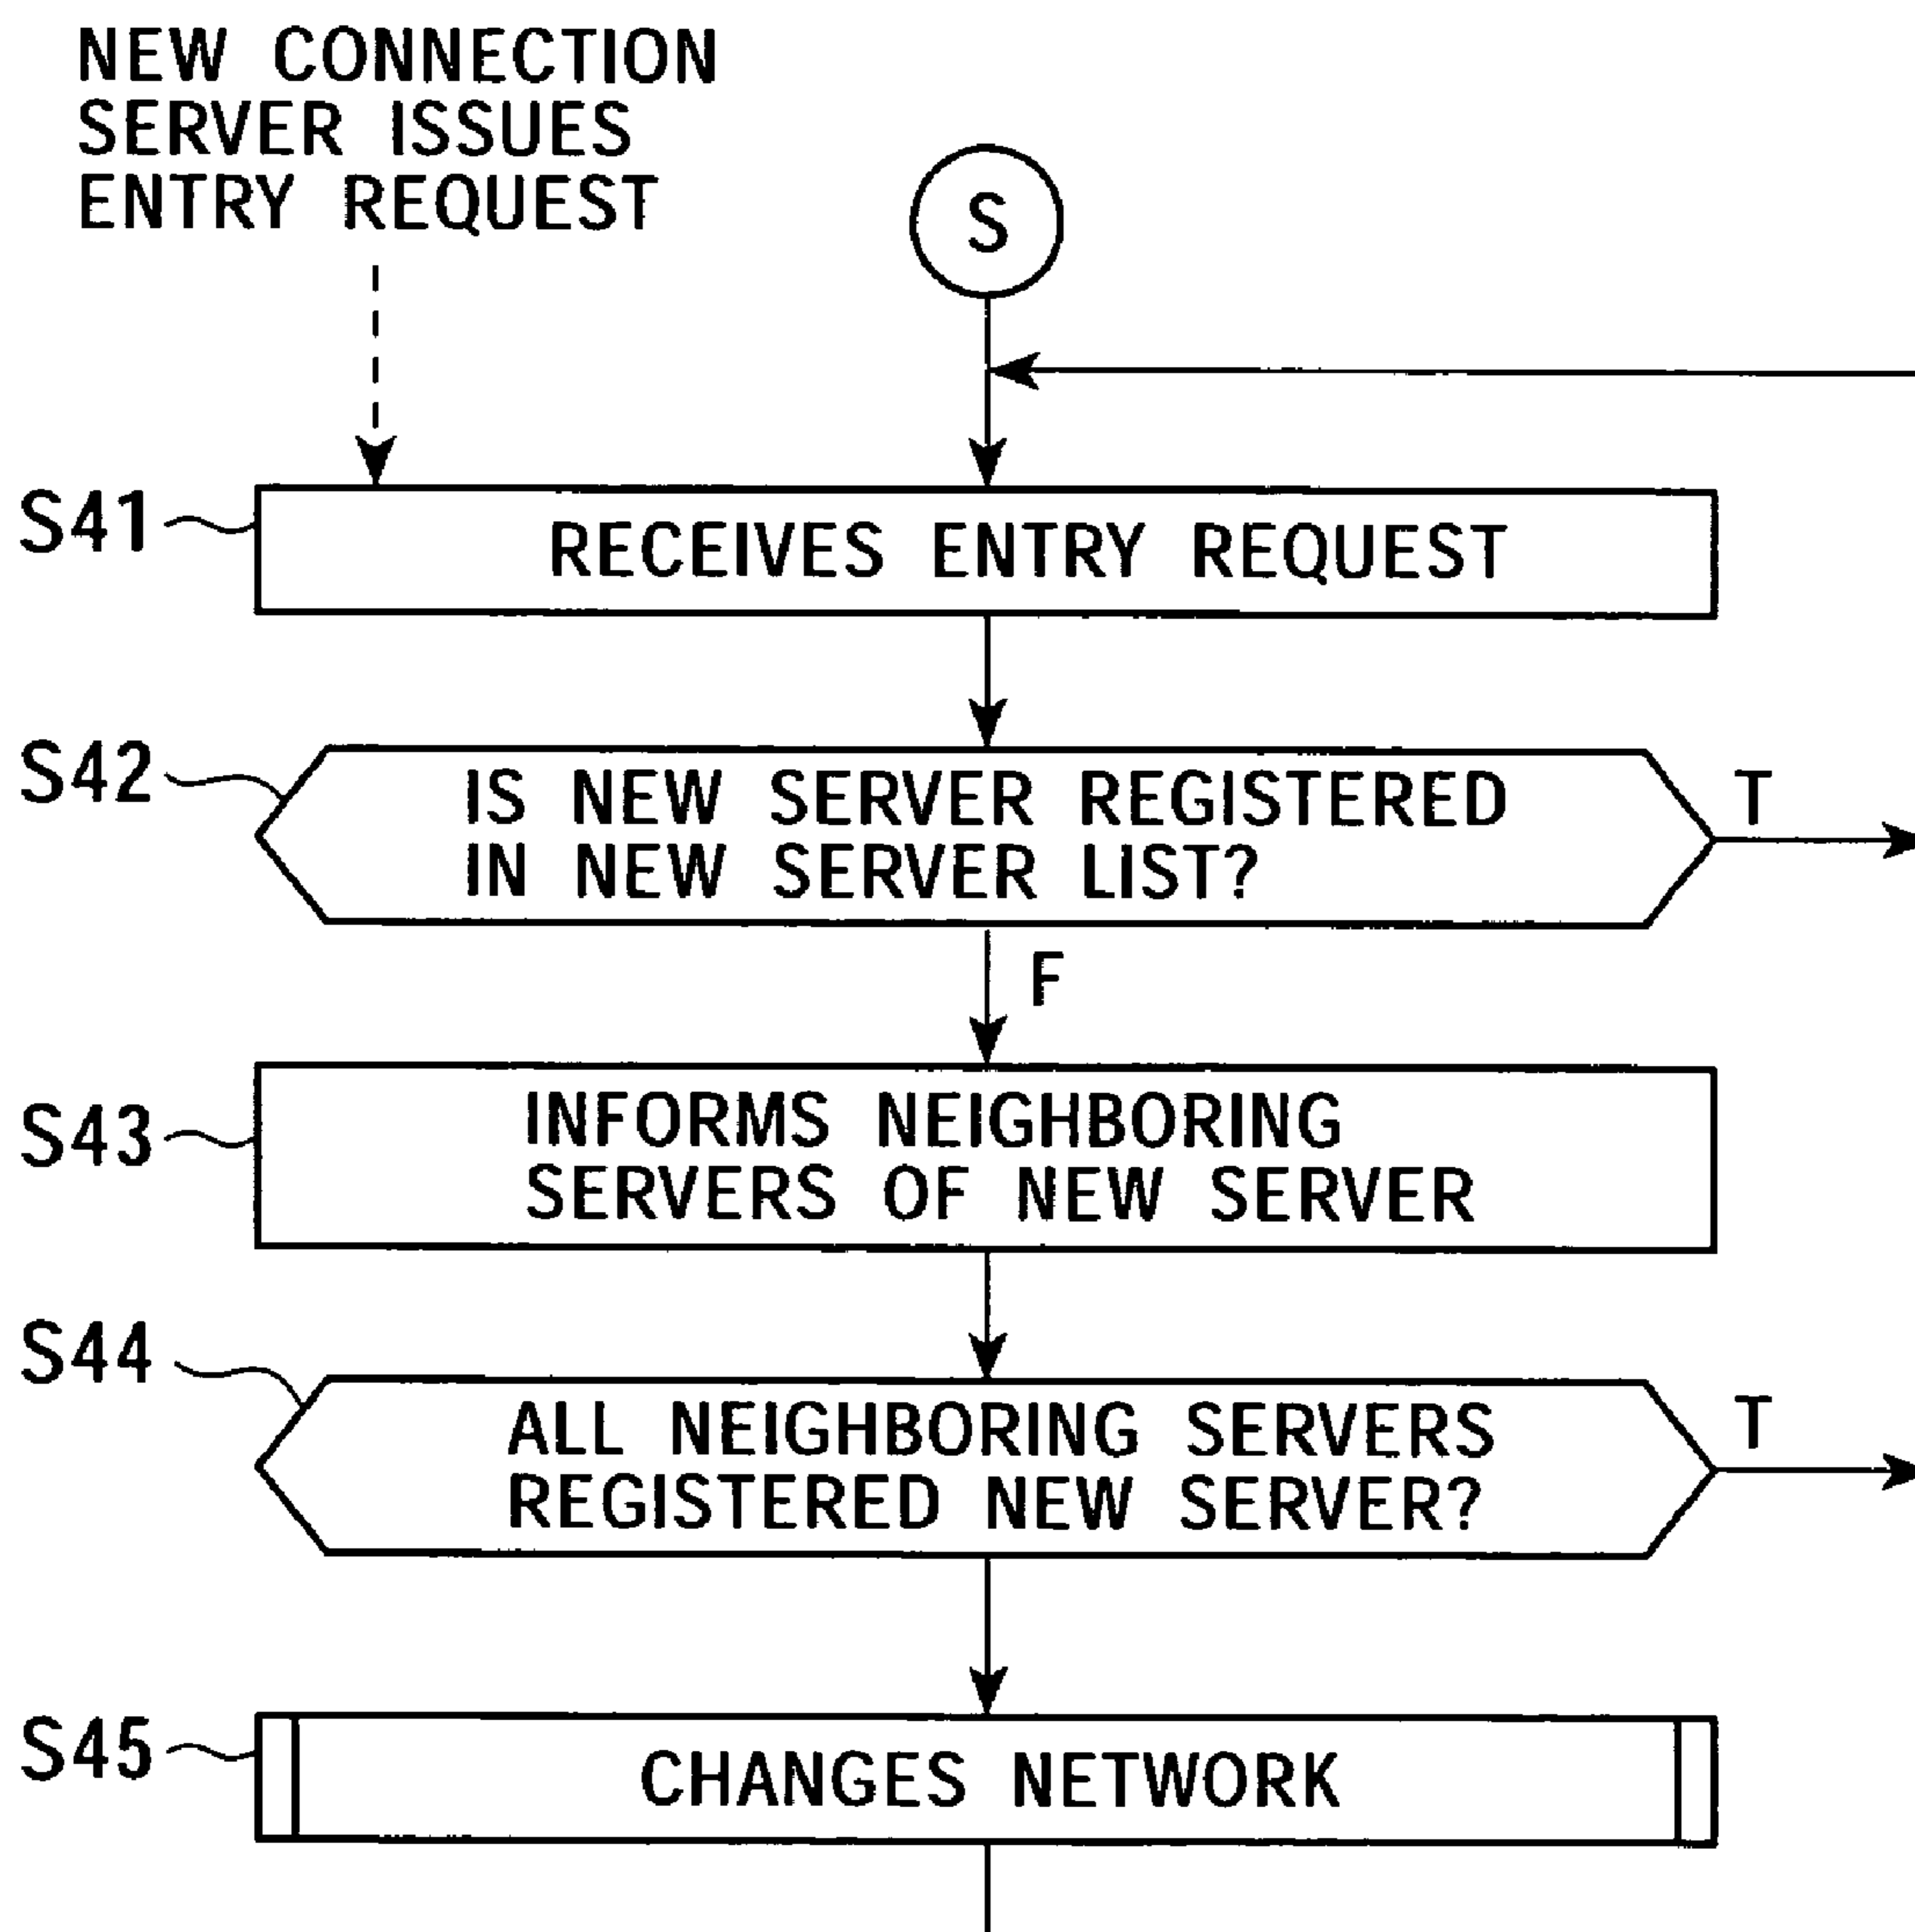 NEW CONNECTION
SERVER ISSUES
ENTRY REQUEST
S
S41
RECEIVES ENTRY REQUEST
S42
IS NEW SERVER REGISTERED
IN NEW SERVER LIST?
T
F
S43
INFORMS NEIGHBORING
SERVERS OF NEW SERVER
S44
ALL NEIGHBORING SERVERS
REGISTERED NEW SERVER?
T
S45
CHANGES NETWORK